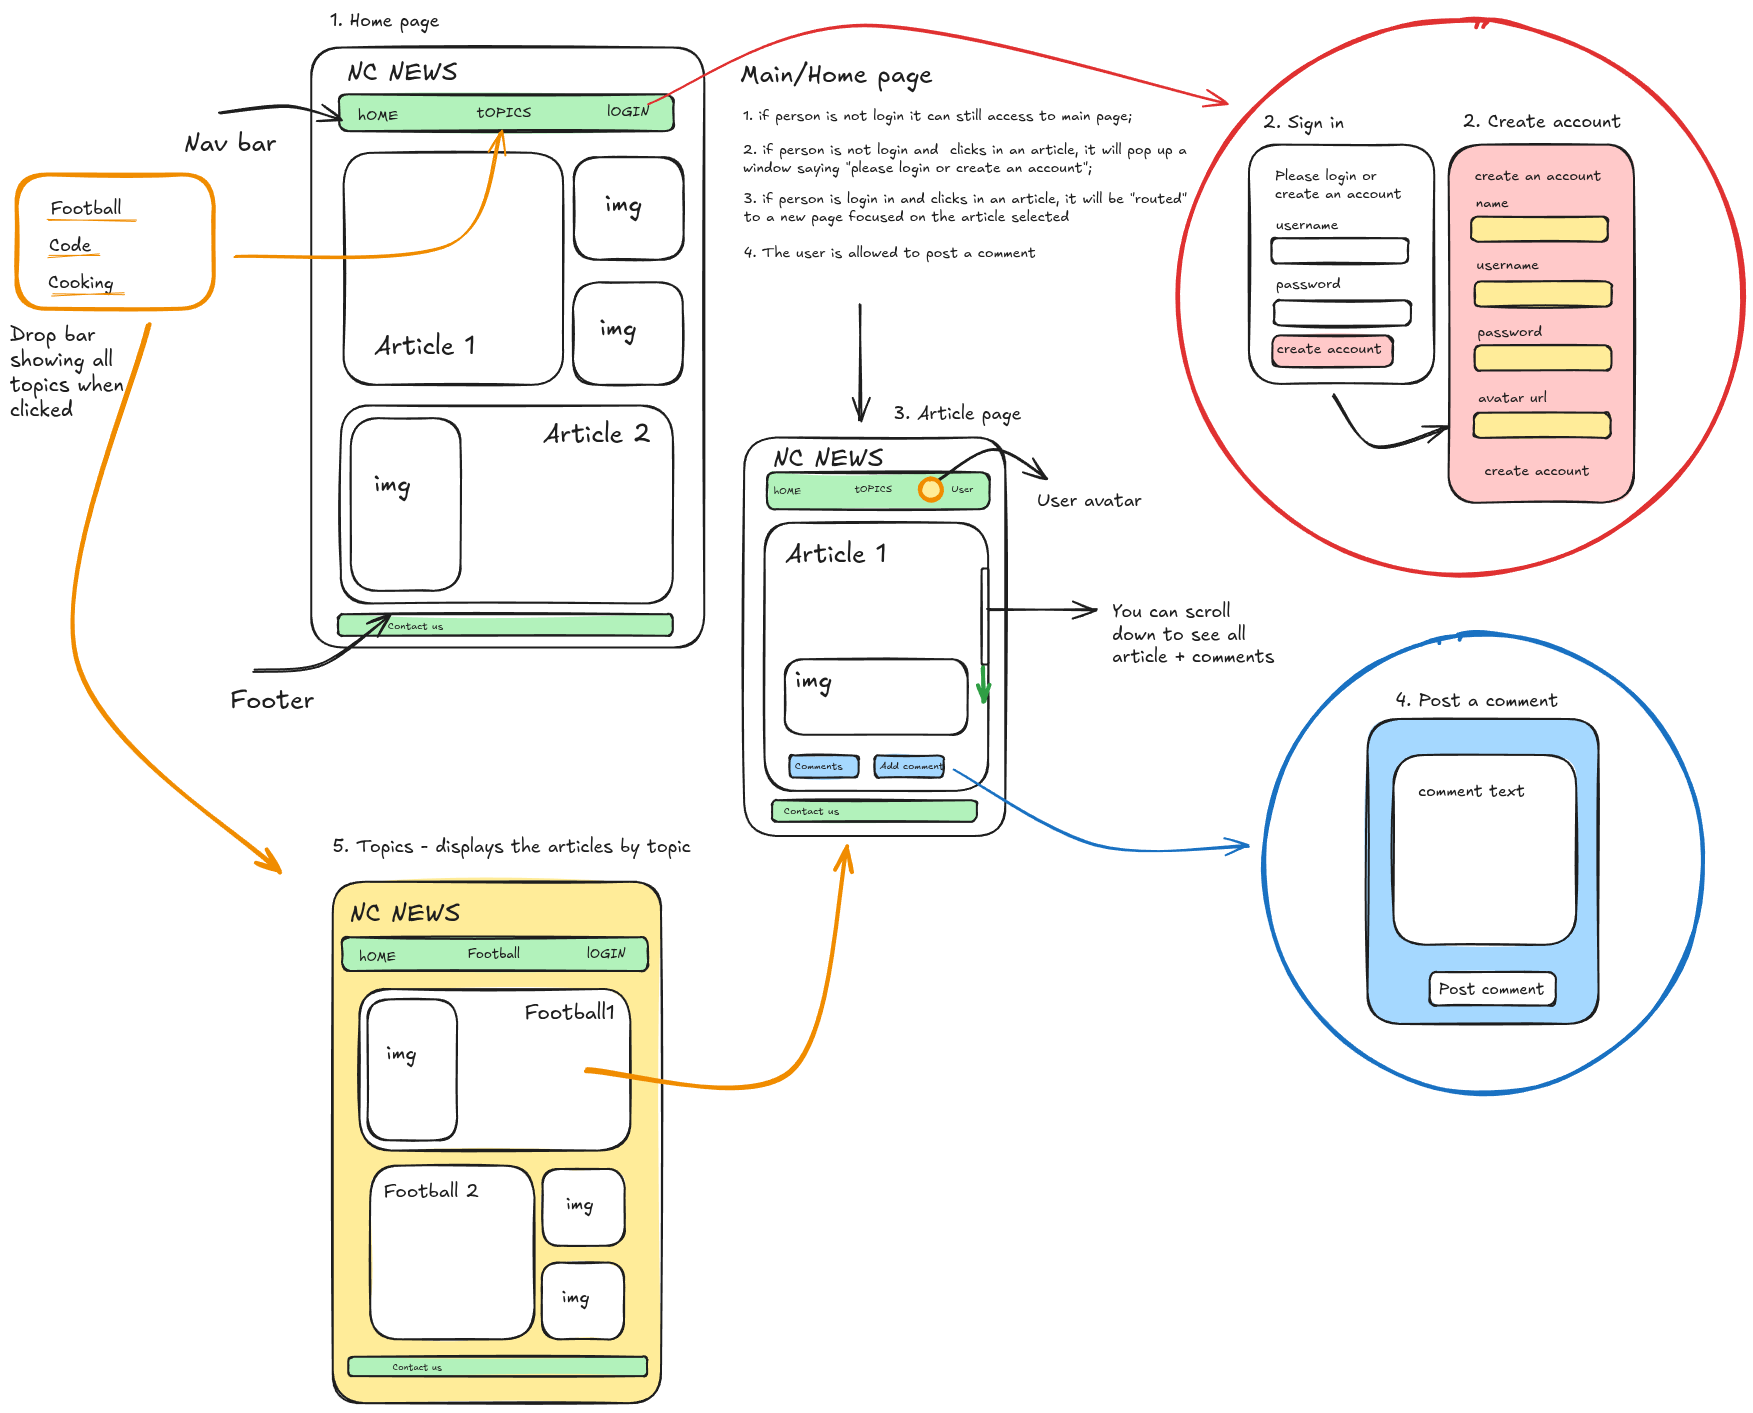 1. Home page
NC NEWS
hOME
tOPICS
lOGIN
Nav bar
Football
Code
Cooking
Drop bar
showing all
topics when
clicked
img
img
Article 1
Article 2
img
Contact us
Footer
Main/Home page
1. if person is not login it can still access to main page;
2. if person is not login and  clicks in an article, it will pop up a
window saying "please login or create an account";
3. if person is login in and clicks in an article, it will be "routed"
to a new page focused on the article selected
4. The user is allowed to post a comment
2. Sign in
Please login or
create an account
username
password
create account
2. Create account
create an account
name
username
password
avatar url
create account
3. Article page
NC NEWS
hOME
tOPICS
User
User avatar
Article 1
You can scroll
down to see all
article + comments
img
Comments
Add comment
Contact us
4. Post a comment
comment text
Post comment
5. Topics - displays the articles by topic
NC NEWS
hOME
Football
lOGIN
Football1
img
Football 2
img
img
Contact us